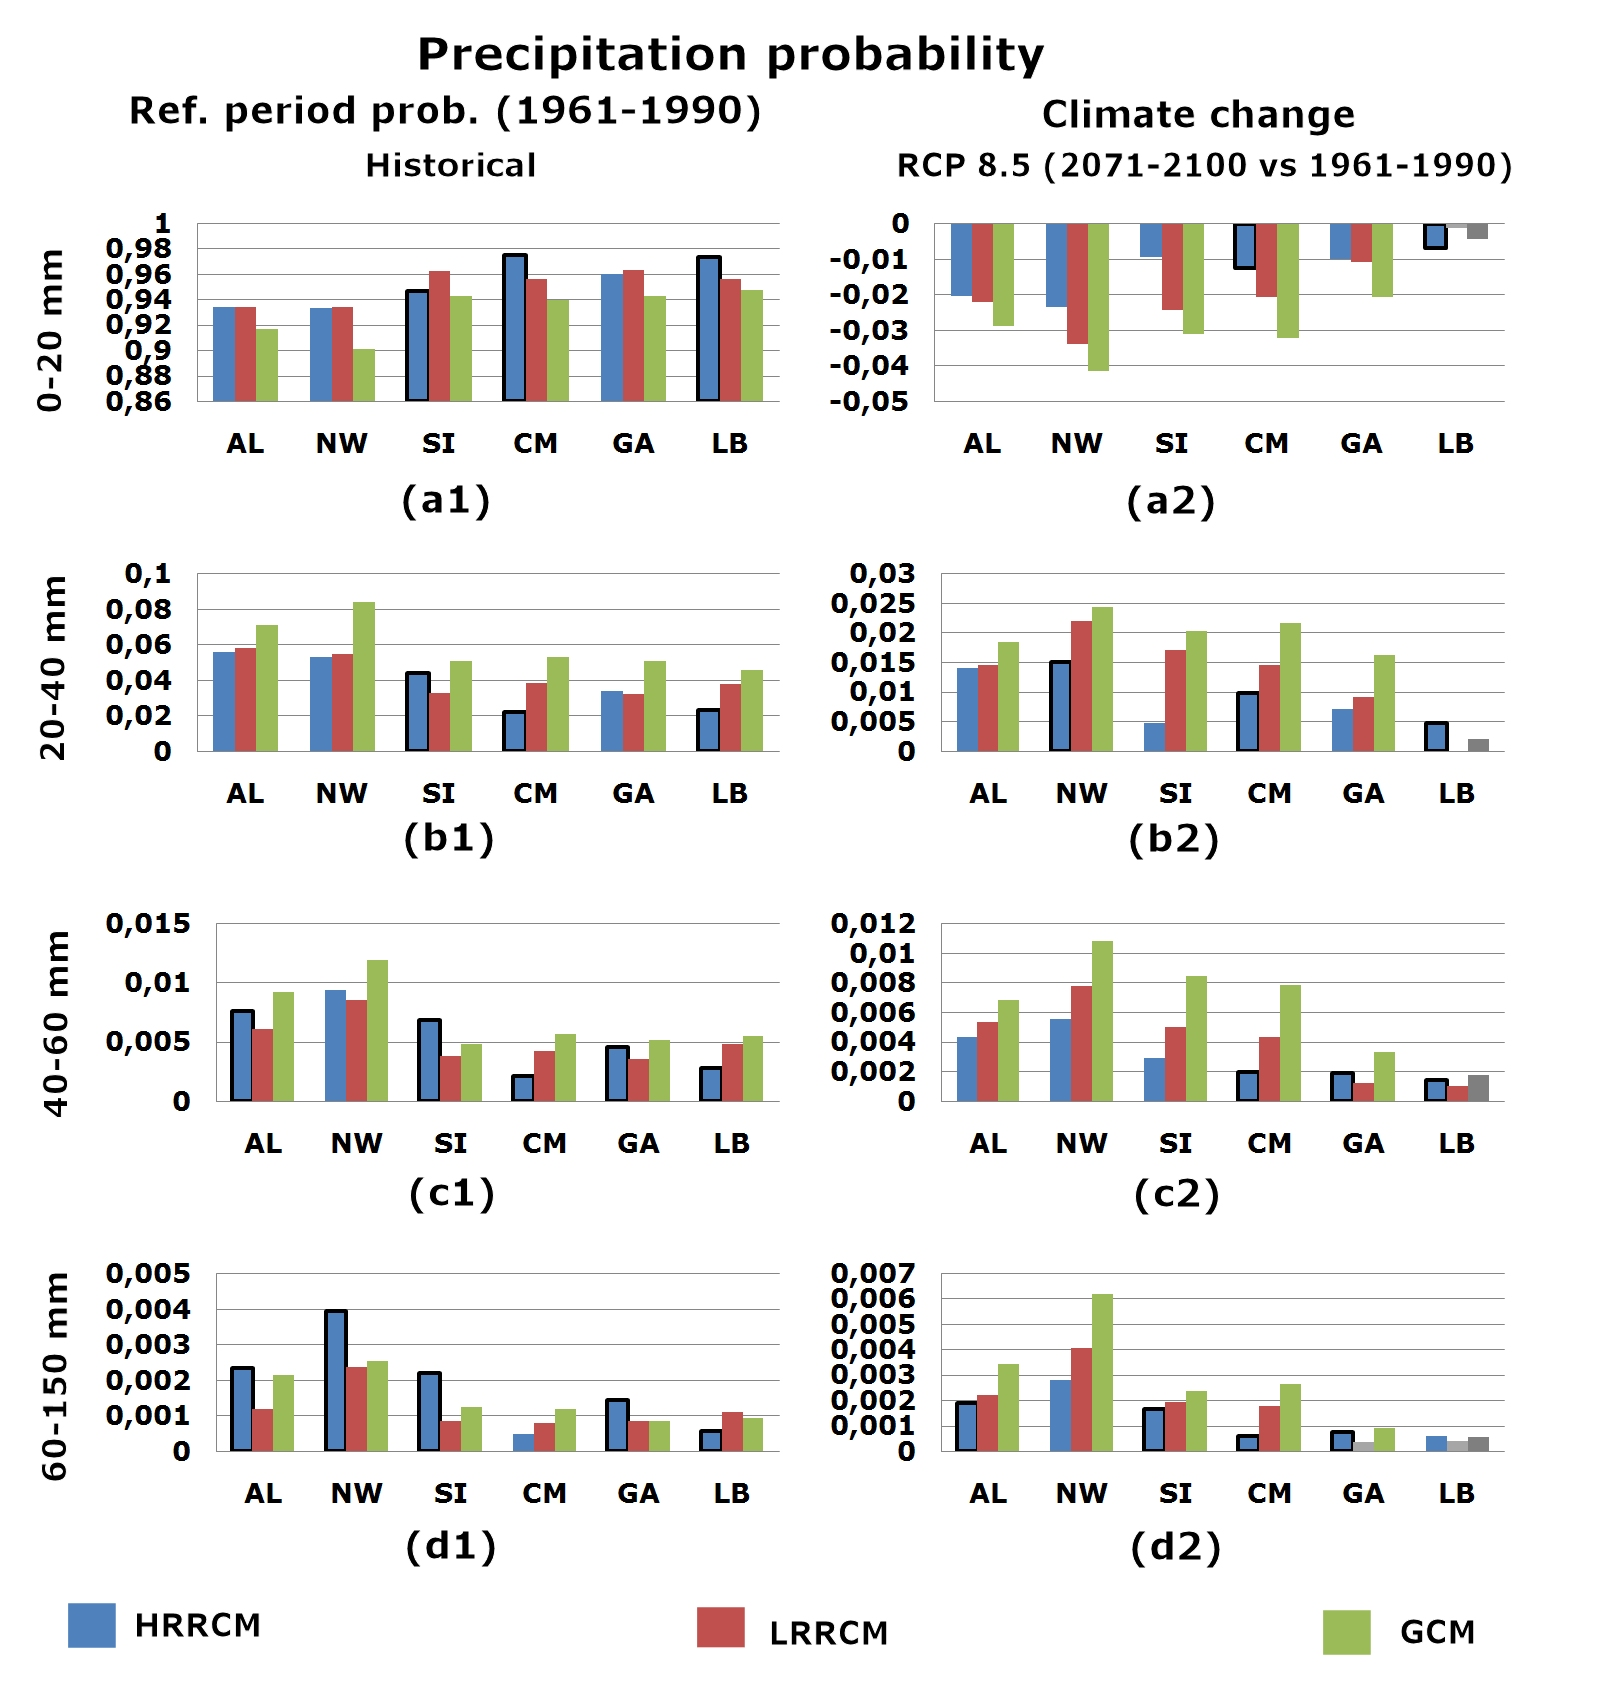 Precipitation probability
Ref. period prob. (1961-1990)
Climate change
Historical
RCP 8.5 (2071-2100 vs 1961-1990)
0-20 mm
1
0,98
0,96
0,94
0,92
0,9
0,88
0,86
AL NW SI CM GA LB
(a1)
0
-0,01
-0,02
-0,03
-0,04
-0,05
AL NW SI CM GA LB
(a2)
20-40 mm
0,1
0,08
0,06
0,04
0,02
0
AL NW SI CM GA LB
(b1)
0,03
0,025
0,02
0,015
0,01
0,005
0
AL NW SI CM GA LB
(b2)
40-60 mm
0,015
0,01
0,005
0
AL NW SI CM GA LB
(c1)
0,012
0,01
0,008
0,006
0,004
0,002
0
AL NW SI CM GA LB
(c2)
60-150 mm
0,005
0,004
0,003
0,002
0,001
0
AL NW SI CM GA LB
(d1)
0,007
0,006
0,005
0,004
0,003
0,002
0,001
0
AL NW SI CM GA LB
(d2)
HRRCM
LRRCM
GCM